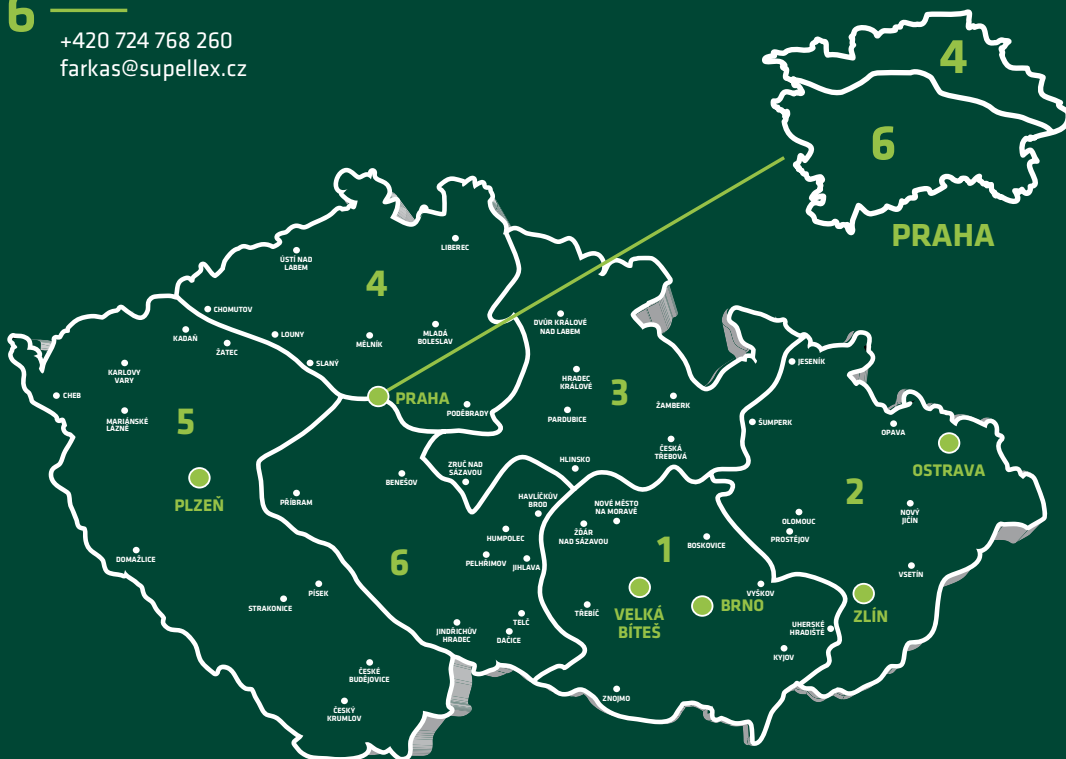 6
+420 724 768 260
farkas@supellex.cz
4
6
PRAHA
LIBEREC
ÚSTÍ NAD
LABEM
4
CHOMUTOV
KADAŇ
ŽATEC
LOUNY
SLANÝ
MĚLNÍK
MLADÁ
BOLESLAV
DVŮR KRÁLOVÉ
NAD LABEM
KARLOVY
VARY
CHEB
MARIÁNSKÉ
LÁZNĚ
5
PRAHA
PODĚBRADY
HRADEC
KRÁLOVÉ
3
PARDUBICE
ŽAMBERK
JESENÍK
ŠUMPERK
OPAVA
OSTRAVA
ČESKÁ
TŘEBOVÁ
HLINSKO
ZRUČ NAD
SÁZAVOU
BENEŠOV
PLZEŇ
PŘÍBRAM
HAVLÍČKŮV
BROD
NOVÉ MĚSTO
NA MORAVĚ
2
NOVÝ
JIČÍN
OLOMOUC
PROSTĚJOV
ŽĎÁR
NAD SÁZAVOU
1
BOSKOVICE
HUMPOLEC
PELHŘIMOV
JIHLAVA
6
DOMAŽLICE
VSETÍN
PÍSEK
STRAKONICE
VYŠKOV
ZLÍN
VELKÁ
BÍTEŠ
BRNO
TŘEBÍČ
TELČ
DAČICE
JINDŘICHŮV
HRADEC
UHERSKÉ
HRADIŠTĚ
KYJOV
ČESKÉ
BUDĚJOVICE
ČESKÝ
KRUMLOV
ZNOJMO